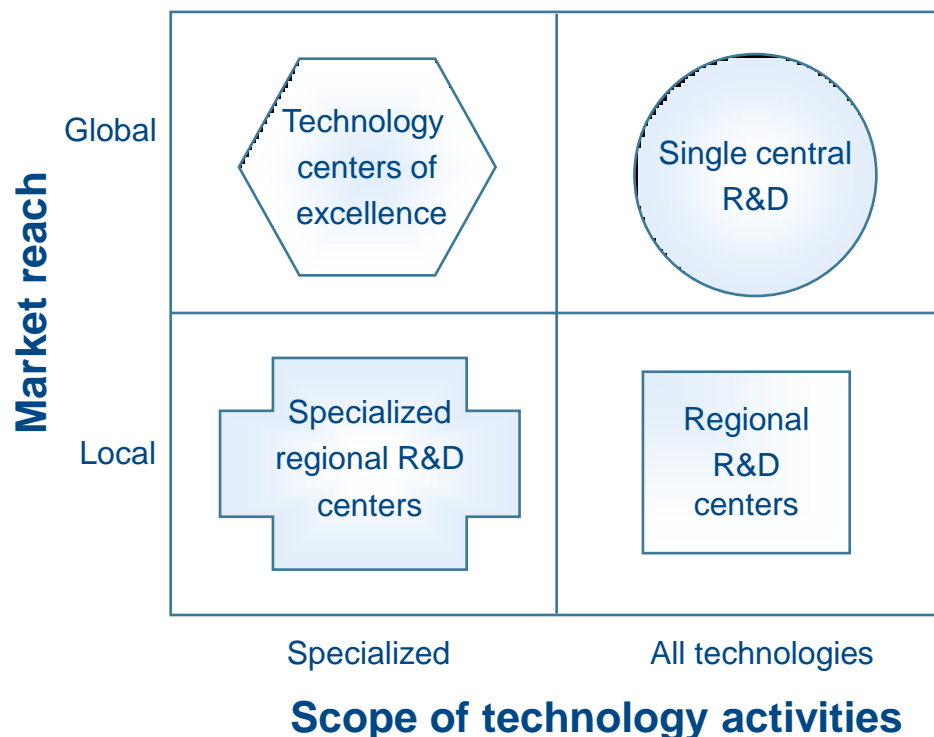 Market reach
Global
Technology
centers of
excellence
Single central
R&D
Local
Specialized
regional R&D
centers
Regional
R&D
centers
Specialized
All technologies
Scope of technology activities